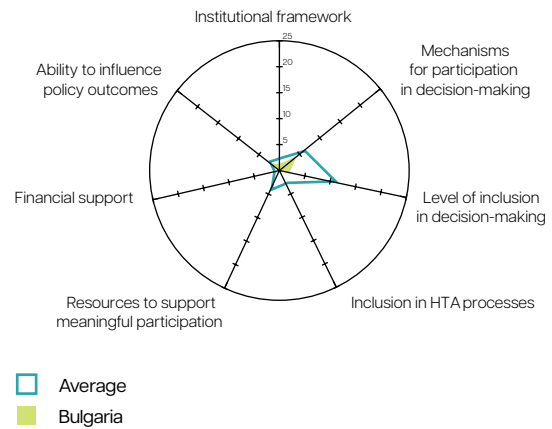 Institutional framework
25
20
15
10
5
Mechanisms
for participation
in decision-making
Level of inclusion
in decision-making
Inclusion in HTA processes
Resources to support
meaningful participation
Financial support
Ability to influence
policy outcomes
Average
Bulgaria